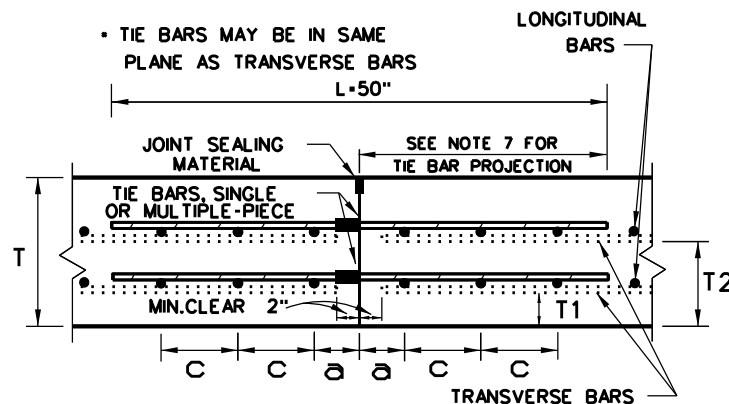 * TIE BARS MAY BE IN SAME
PLANE AS TRANSVERSE BARS
LONGITUDINAL
BARS
L=50"
JOINT SEALING
MATERIAL
SEE NOTE 7 FOR
TIE BAR PROJECTION
TIE BARS, SINGLE
OR MULTIPLE-PIECE
T
T2
MIN.CLEAR 2"
T1
C C a a C C
TRANSVERSE BARS